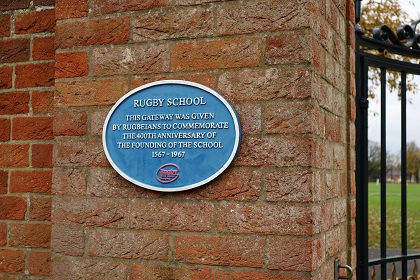 RUGBY SCHOOL
THIS GATEWAY WAS GIVEN
BY RUGBEIANS TO COMMEMORATE
THE 400TH ANNIVERSARY OF
THE FOUNDING OF THE SCHOOL
1567 - 1967